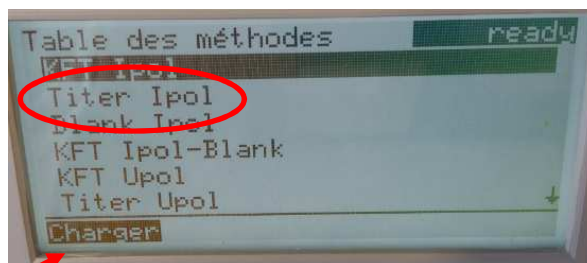 Table des méthodes ready
KFT Ipol
Titer Ipol
Blank Ipol
KFT Ipol-Blank
KFT Upol
Titer Upol
Charger